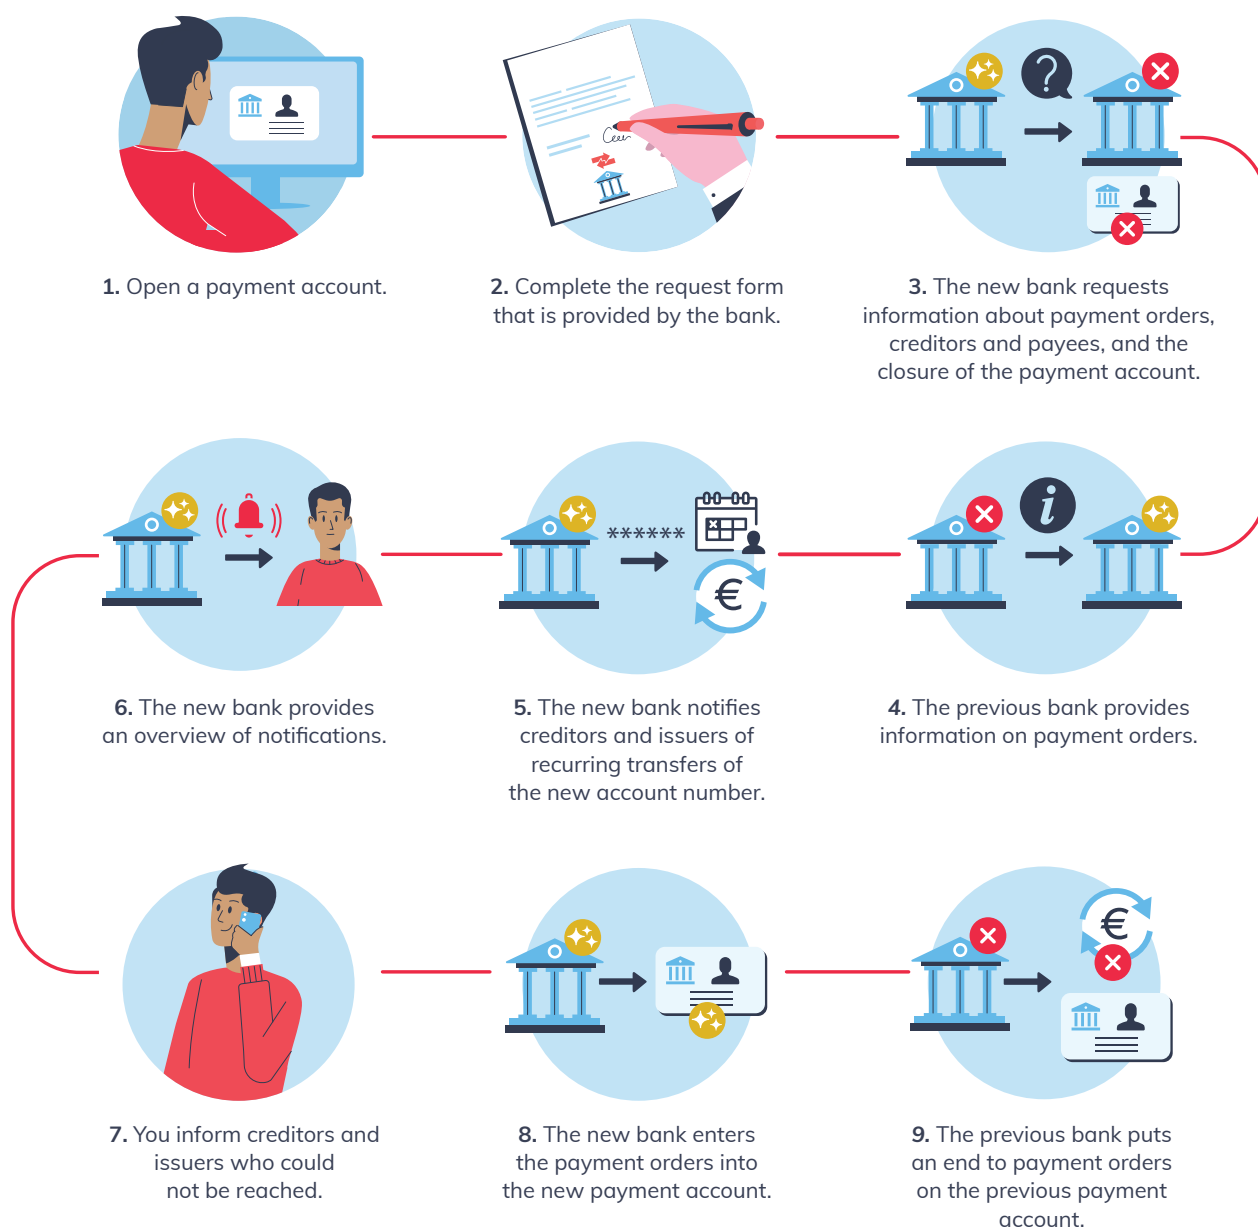 1. Open a payment account.
2. Complete the request form
that is provided by the bank.
3. The new bank requests
information about payment orders,
creditors and payees, and the
closure of the payment account.
4. The previous bank provides
information on payment orders.
******
5. The new bank notifies
creditors and issuers of
recurring transfers of
the new account number.
6. The new bank provides
an overview of notifications.
7. You inform creditors and
issuers who could
not be reached.
8. The new bank enters
the payment orders into
the new payment account.
9. The previous bank puts
an end to payment orders
on the previous payment
account.